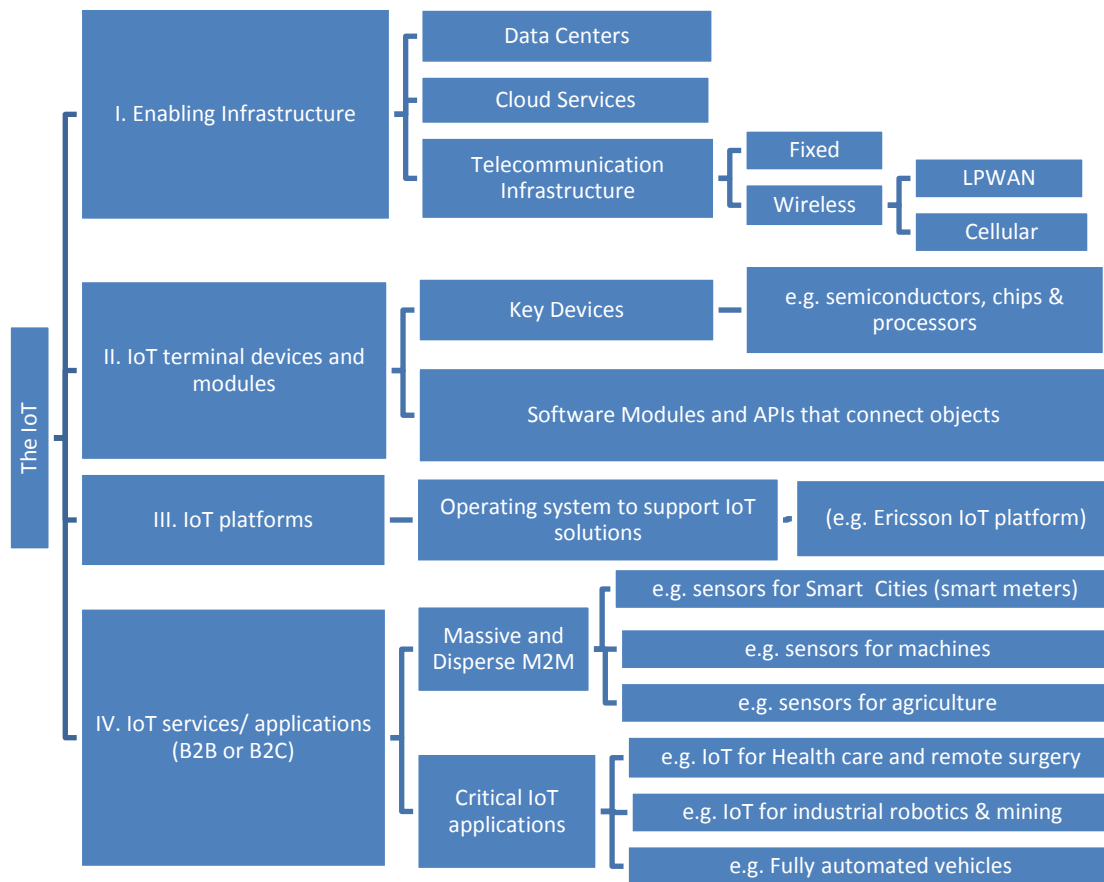 The IoT
I. Enabling Infrastructure
Data Centers
Cloud Services
Telecommunication
Infrastructure
Fixed
Wireless
LPWAN
Cellular
II. IoT terminal devices and
modules
Key Devices
e.g. semiconductors, chips &
processors
Software Modules and APIs that connect objects
III. IoT platforms
Operating system to support IoT
solutions
(e.g. Ericsson IoT platform)
IV. IoT services/ applications
(B2B or B2C)
Massive and
Disperse M2M
e.g. sensors for Smart  Cities (smart meters)
e.g. sensors for machines
e.g. sensors for agriculture
Critical IoT
applications
e.g. IoT for Health care and remote surgery
e.g. IoT for industrial robotics & mining
e.g. Fully automated vehicles